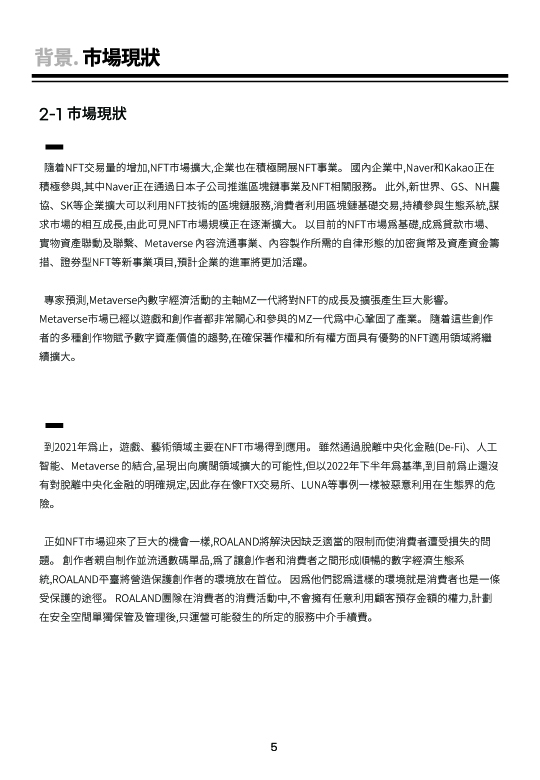 背景. 市場現狀
2-1 市場現狀
隨着NFT交易量的增加,NFT市場擴大,企業也在積極開展NFT事業。 國內企業中,Naver和Kakao正在
積極參與,其中Naver正在通過日本子公司推進區塊鏈事業及NFT相關服務。 此外,新世界、GS、NH農
協、SK等企業擴大可以利用NFT技術的區塊鏈服務,消費者利用區塊鏈基礎交易,持續參與生態系統,謀
求市場的相互成長,由此可見NFT市場規模正在逐漸擴大。 以目前的NFT市場爲基礎,成爲貸款市場、
實物資產聯動及聯繫、Metaverse 內容流通事業、內容製作所需的自律形態的加密貨幣及資產資金籌
措、證券型NFT等新事業項目,預計企業的進軍將更加活躍。
專家預測,Metaverse內數字經濟活動的主軸MZ一代將對NFT的成長及擴張產生巨大影響。
Metaverse市場已經以遊戲和創作者都非常關心和參與的MZ一代爲中心鞏固了產業。 隨着這些創作
者的多種創作物賦予數字資產價值的趨勢,在確保著作權和所有權方面具有優勢的NFT適用領域將繼
續擴大。
到2021年爲止，遊戲、藝術領域主要在NFT市場得到應用。 雖然通過脫離中央化金融(De-Fi)、人工
智能、Metaverse 的結合,呈現出向廣闊領域擴大的可能性,但以2022年下半年爲基準,到目前爲止還沒
有對脫離中央化金融的明確規定,因此存在像FTX交易所、LUNA等事例一樣被惡意利用在生態界的危
險。
正如NFT市場迎來了巨大的機會一樣,ROALAND將解決因缺乏適當的限制而使消費者遭受損失的問
題。 創作者親自制作並流通數碼單品,爲了讓創作者和消費者之間形成順暢的數字經濟生態系
統,ROALAND平臺將營造保護創作者的環境放在首位。 因爲他們認爲這樣的環境就是消費者也是一條
受保護的途徑。 ROALAND團隊在消費者的消費活動中,不會擁有任意利用顧客預存金額的權力,計劃
在安全空間單獨保管及管理後,只運營可能發生的所定的服務中介手續費。
5